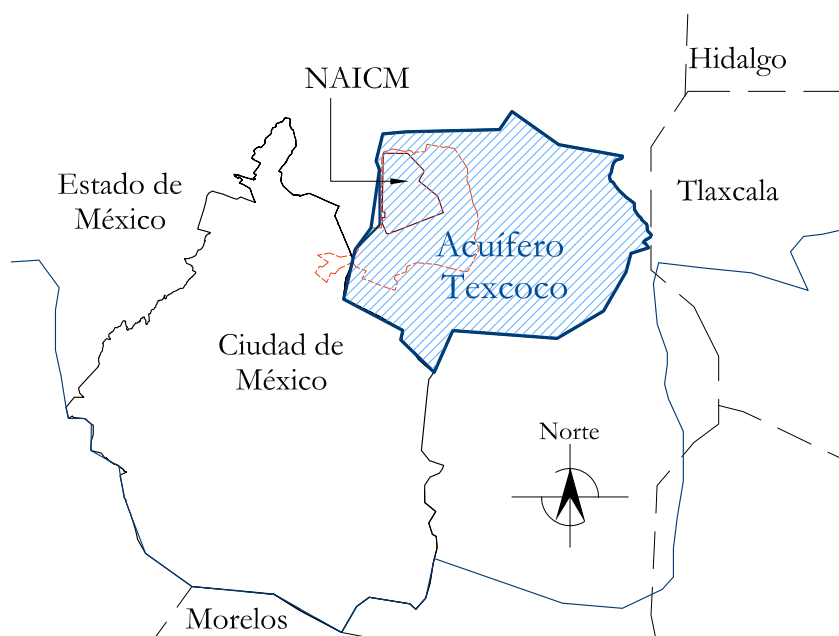 Hidalgo
NAICM
Estado de
México
Tlaxcala
Acuífero
Texcoco
Ciudad de
México
Norte
Morelos